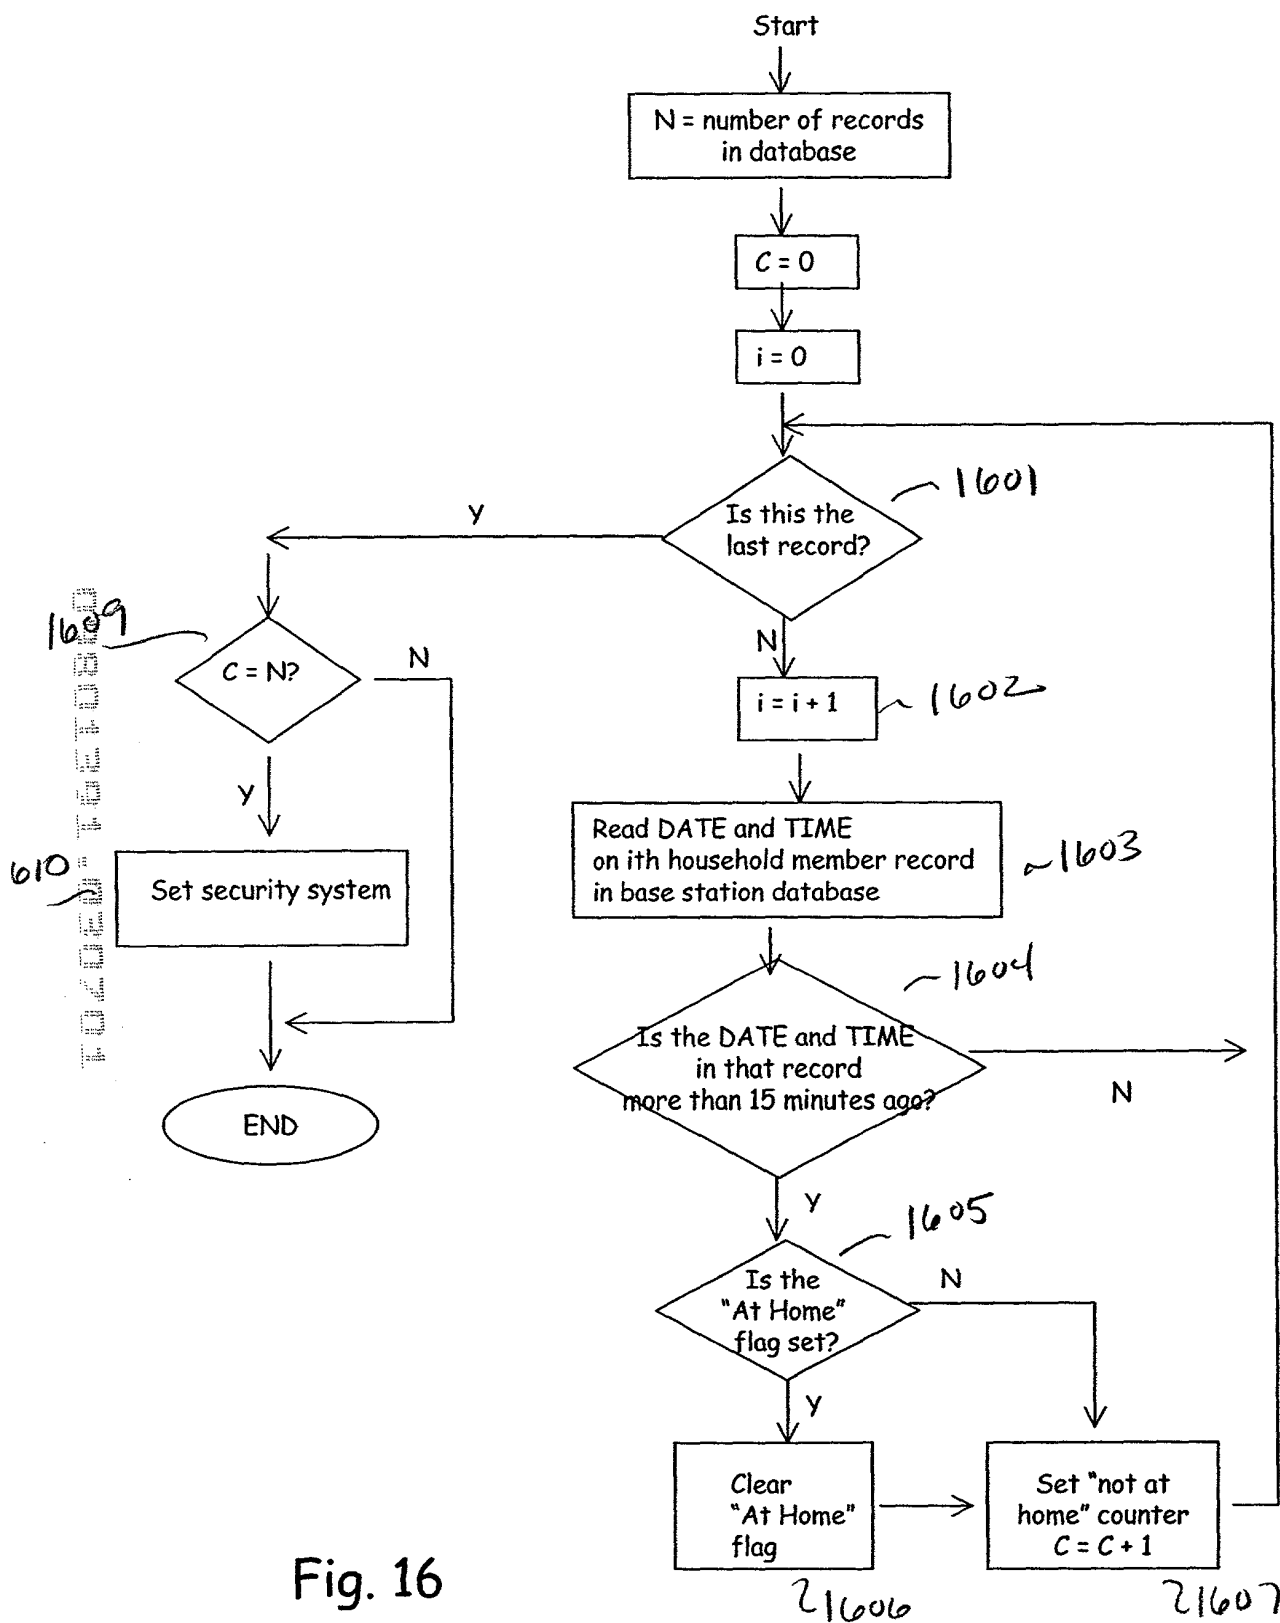 Start
N = number of records
in database
C = 0
i = 0
1601
Is this the
last record?
Y
N
1609
C = N?
N
Y
i = i + 1
1602
Read DATE and TIME
on ith household member record
in base station database
1603
610
Set security system
1604
Is the DATE and TIME
in that record
more than 15 minutes ago?
N
Y
END
1605
Is the
"At Home"
flag set?
N
Y
Clear
"At Home"
flag
1606
Set "not at
home" counter
C = C + 1
1607
Fig. 16